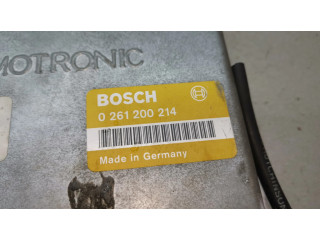 MOTRONIC
BOSCH
0 261 200 214
Made in Germany